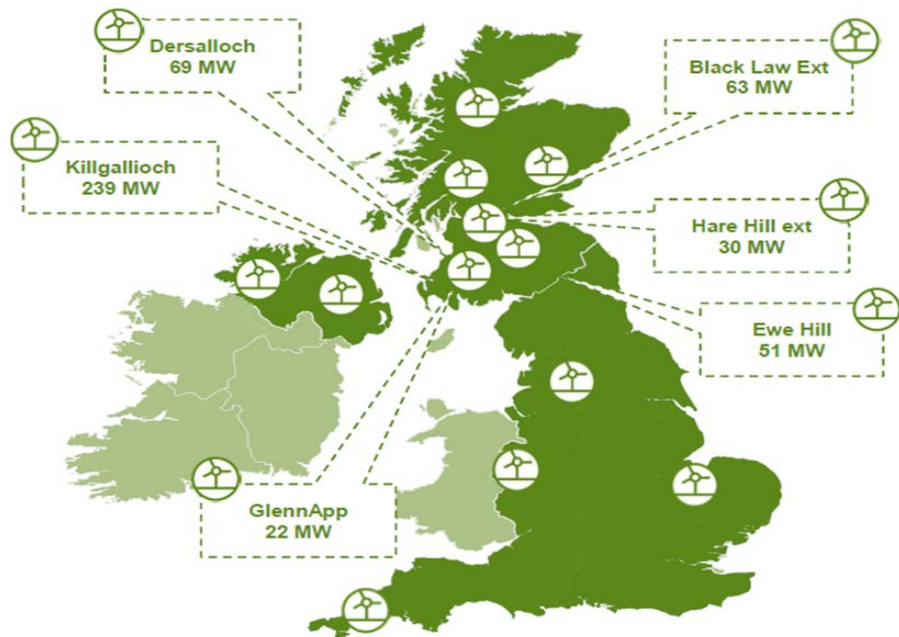 Dersalloch
69 MW
Black Law Ext
63 MW
Killgallioch
239 MW
Hare Hill ext
30 MW
Ewe Hill
51 MW
GlennApp
22 MW